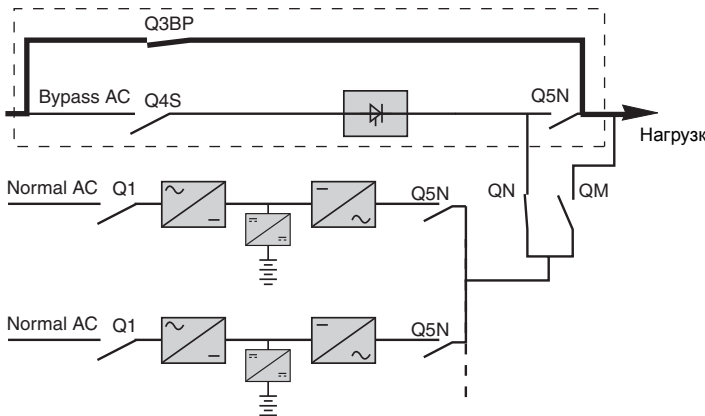 Q3BP
Bypass AC
Q4S
Q5N
Нагрузк
Normal AC
Q1
Q5N
QN
QM
Normal AC
Q1
Q5N